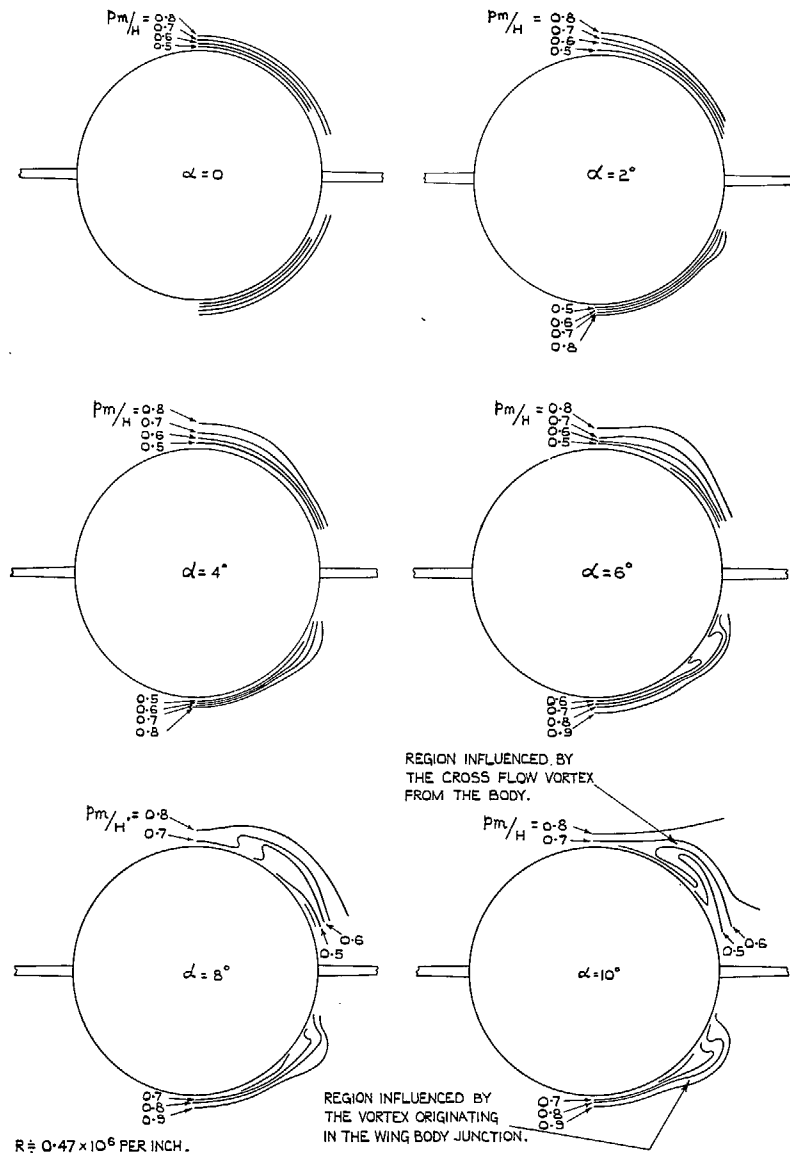 pm/H = 0.8
0.7
0.6
0.5
α = 0
pm/H = 0.8
0.7
0.6
0.5
α = 2°
0.5
0.6
0.7
0.8
pm/H = 0.8
0.7
0.6
0.5
α = 4°
0.5
0.6
0.7
0.8
pm/H = 0.8
0.7
0.6
0.5
α = 6°
0.6
0.7
0.8
0.9
REGION INFLUENCED BY
THE CROSS FLOW VORTEX
FROM THE BODY.
pm/H = 0.8
0.7
0.6
0.5
α = 8°
0.7
0.8
0.9
pm/H = 0.8
0.7
0.6
0.5
α = 10°
0.7
0.8
0.9
REGION INFLUENCED BY
THE VORTEX ORIGINATING
IN THE WING BODY JUNCTION.
R ≑ 0.47 × 10⁶ PER INCH.